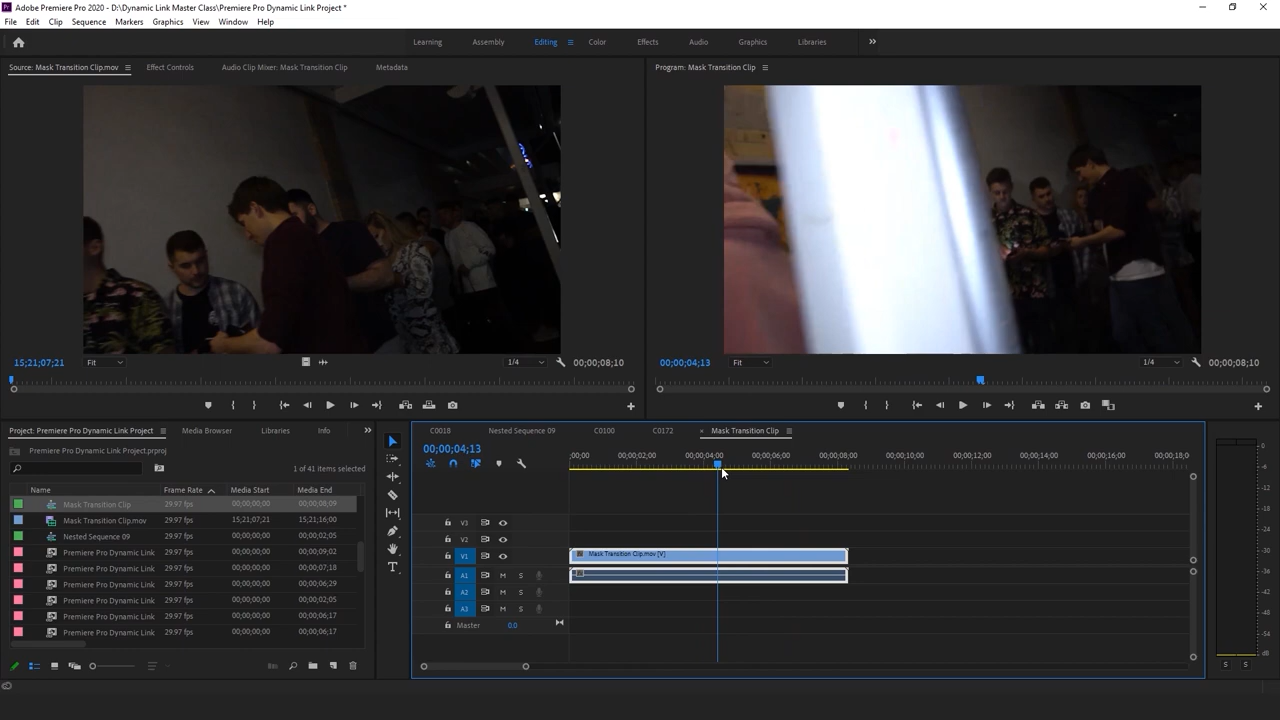 Adobe Premiere Pro 2020 - D:\Dynamic Link Master Class\Premiere Pro Dynamic Link Project *
File Edit Clip Sequence Markers Graphics View Window Help
Learning Assembly Editing Color Effects Audio Graphics Libraries
Source: Mask Transition Clip.mov Effect Controls Audio Clip Mixer: Mask Transition Clip Metadata
Program: Mask Transition Clip
15;21;07;21 Fit 1/4 00;00;08;10
00;00;04;13 Fit 1/4 00;00;08;10
Project: Premiere Pro Dynamic Link Project Media Browser Libraries Info
Premiere Pro Dynamic Link Project.prproj
1 of 41 items selected
Name Frame Rate Media Start Media End
Mask Transition Clip 29.97 fps 00;00;00;00 00;00;08;09
Mask Transition Clip.mov 29.97 fps 15;21;07;21 15;21;16;00
Nested Sequence 09 29.97 fps 00;00;00;00 00;00;02;05
Premiere Pro Dynamic Link 29.97 fps 00;00;00;00 00;00;09;02
Premiere Pro Dynamic Link 29.97 fps 00;00;00;00 00;00;07;18
Premiere Pro Dynamic Link 29.97 fps 00;00;00;00 00;00;06;29
Premiere Pro Dynamic Link 29.97 fps 00;00;00;00 00;00;02;05
Premiere Pro Dynamic Link 29.97 fps 00;00;00;00 00;00;06;17
Premiere Pro Dynamic Link 29.97 fps 00;00;00;00 00;00;06;17
C0018 Nested Sequence 09 C0100 C0172 × Mask Transition Clip
00;00;04;13
;00;00 00;00;02;00 00;00;04;00 00;00;06;00 00;00;08;00 00;00;10;00 00;00;12;00 00;00;14;00 00;00;16;00 00;00;18;0
V3
V2
V1 Mask Transition Clip.mov [V]
A1 M S
A2 M S
A3 M S
Master 0.0
0
-6
-12
-18
-24
-30
-36
-42
-48
-54
dB
S S